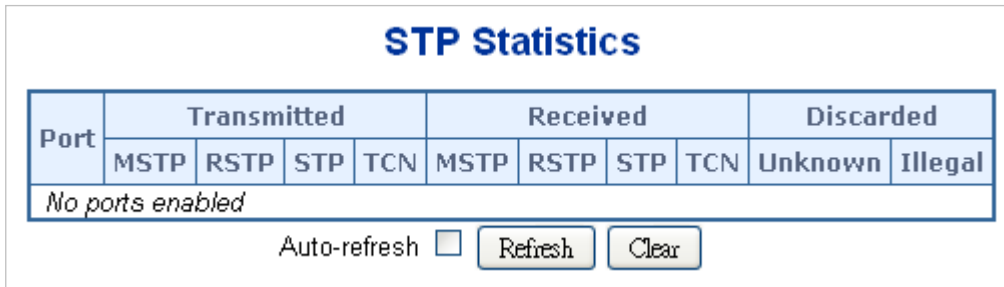 STP Statistics
Port Transmitted Received Discarded
MSTP RSTP STP TCN MSTP RSTP STP TCN Unknown Illegal
No ports enabled
Auto-refresh Refresh Clear